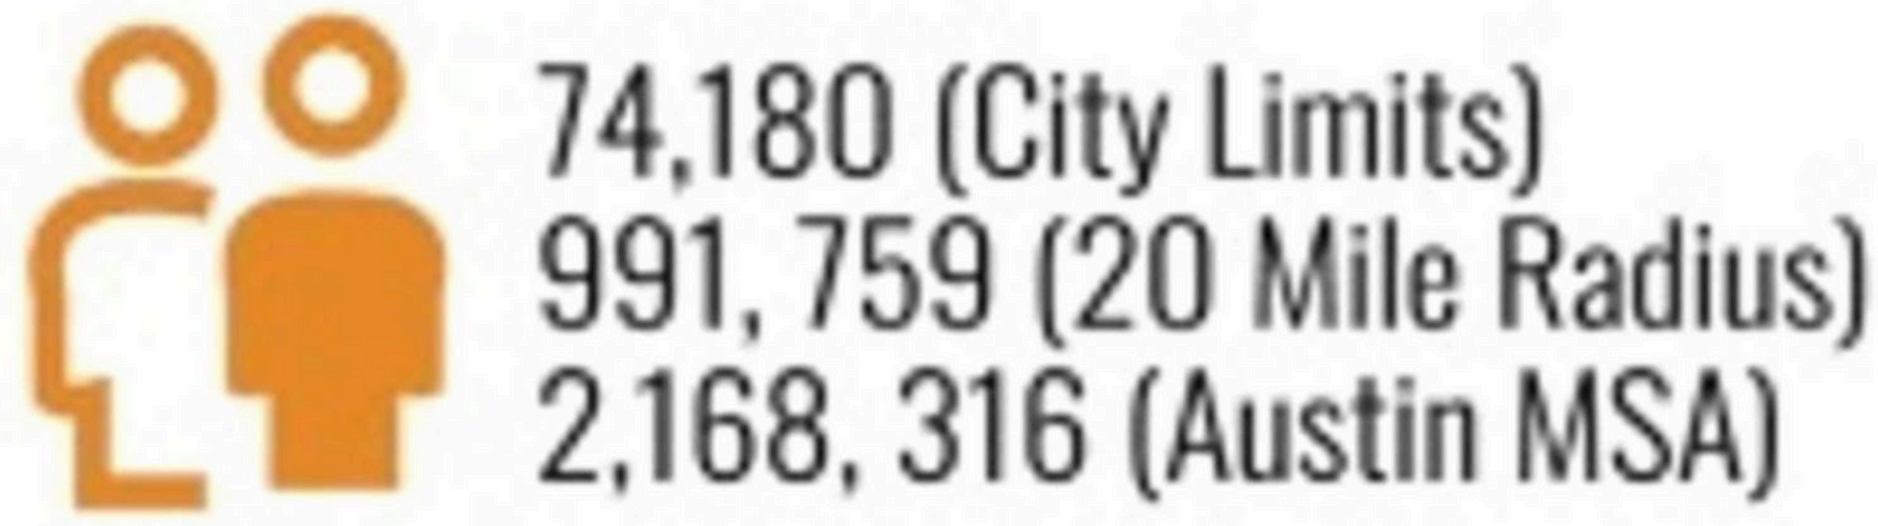 74,180 (City Limits)
991, 759 (20 Mile Radius)
2,168, 316 (Austin MSA)